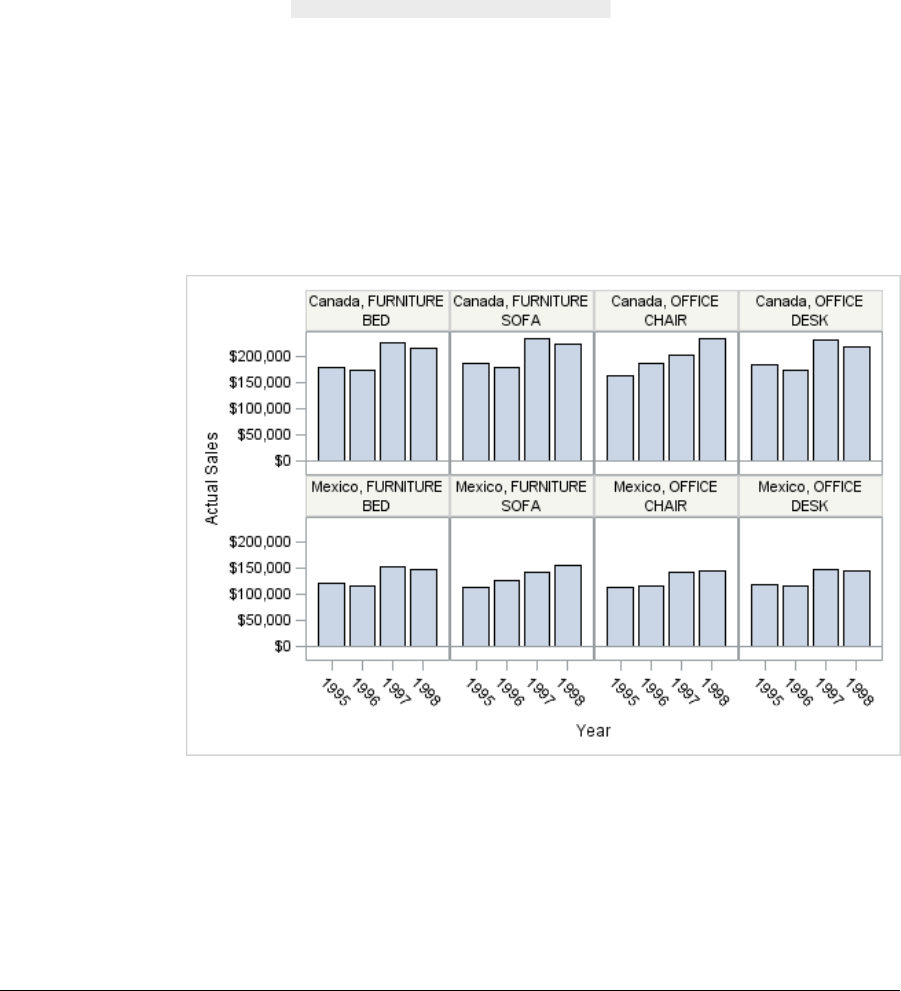 Canada, FURNITURE
BED
Canada, FURNITURE
SOFA
Canada, OFFICE
CHAIR
Canada, OFFICE
DESK
$200,000
$150,000
$100,000
$50,000
$0
Actual Sales
Mexico, FURNITURE
BED
Mexico, FURNITURE
SOFA
Mexico, OFFICE
CHAIR
Mexico, OFFICE
DESK
$200,000
$150,000
$100,000
$50,000
$0
1995
1996
1997
1998
1995
1996
1997
1998
1995
1996
1997
1998
1995
1996
1997
1998
Year